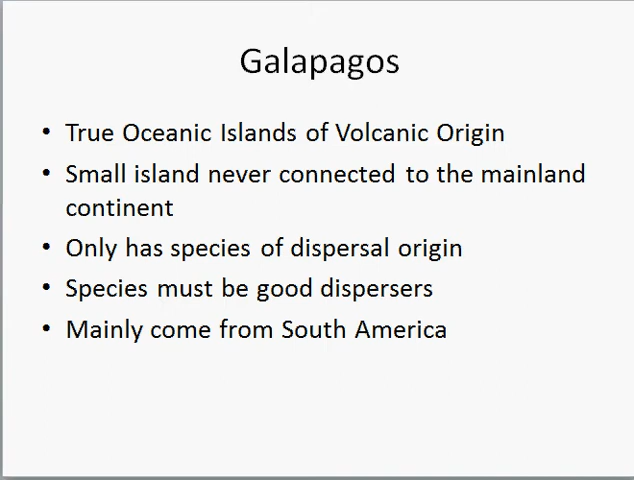 Galapagos
• True Oceanic Islands of Volcanic Origin
• Small island never connected to the mainland
continent
• Only has species of dispersal origin
• Species must be good dispersers
• Mainly come from South America